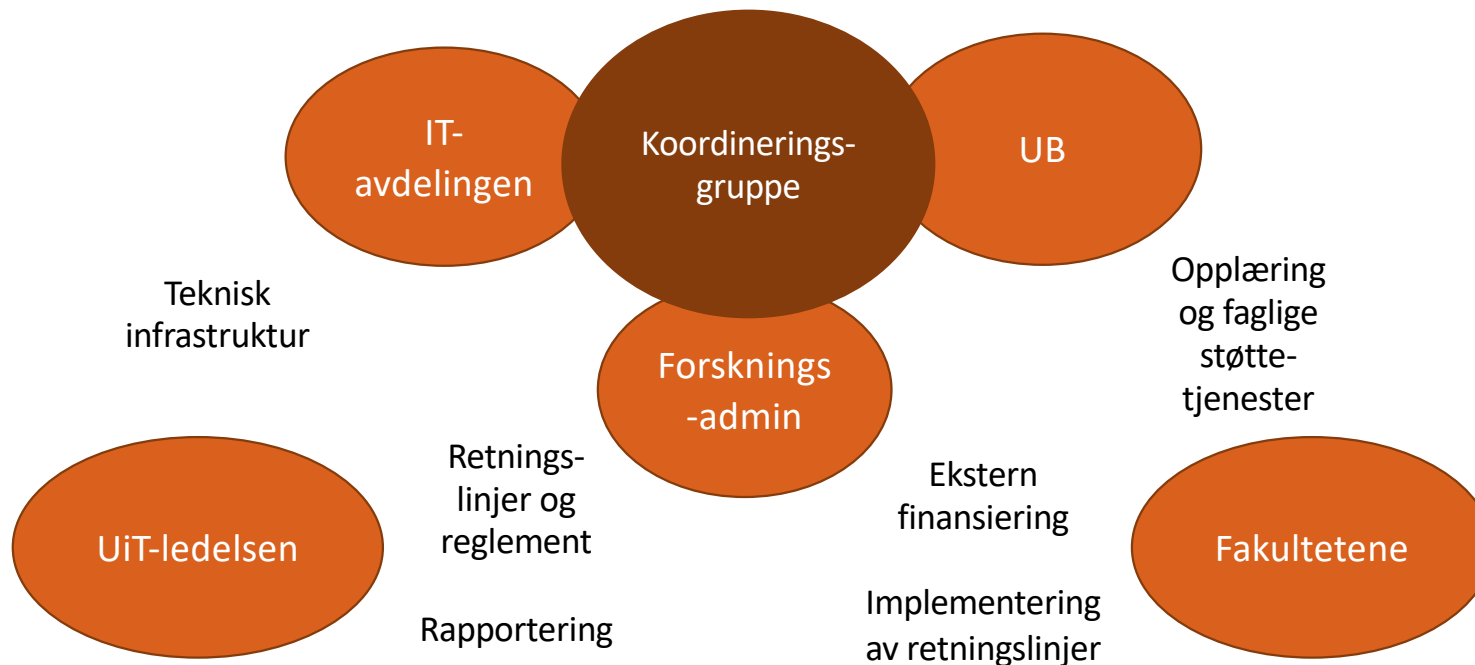 IT-
avdelingen
Koordinerings-
gruppe
UB
Teknisk
infrastruktur
Opplæring
og faglige
støtte-
tjenester
Forsknings
-admin
Retnings-
linjer og
reglement
Ekstern
finansiering
UiT-ledelsen
Fakultetene
Rapportering
Implementering
av retningslinjer